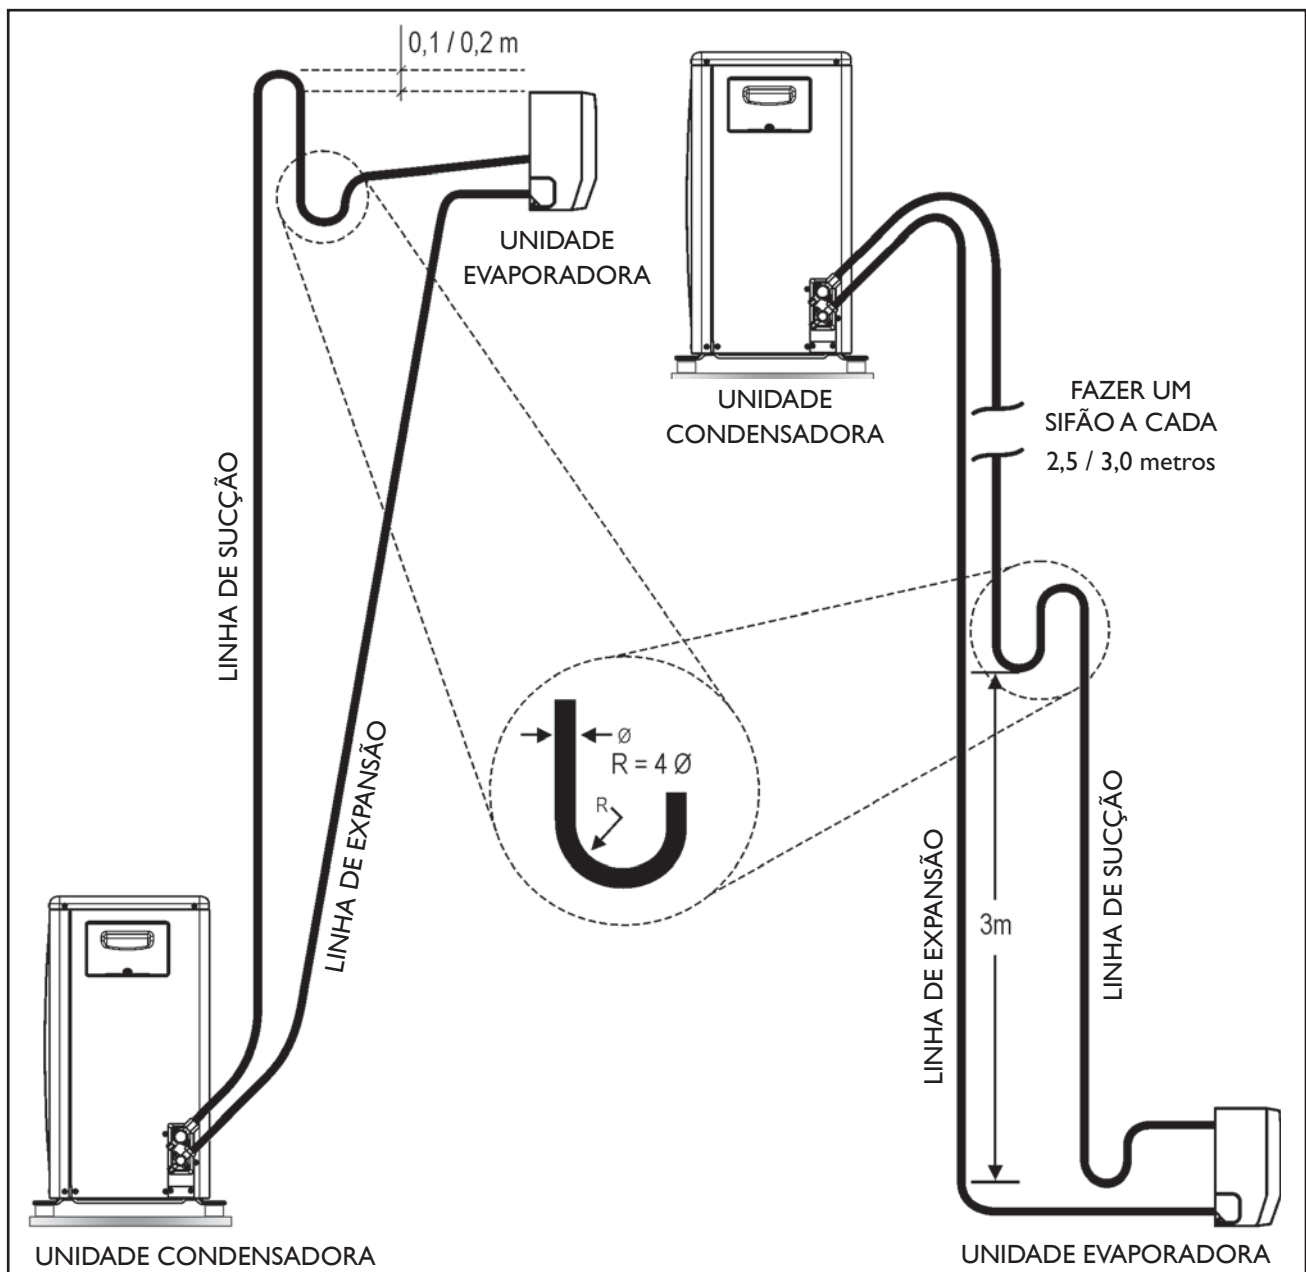 0,1 / 0,2 m
UNIDADE
EVAPORADORA
LINHA DE SUCÇÃO
LINHA DE EXPANSÃO
UNIDADE CONDENSADORA
Ø
R = 4 Ø
R
UNIDADE
CONDENSADORA
FAZER UM
SIFÃO A CADA
2,5 / 3,0 metros
LINHA DE EXPANSÃO
3m
LINHA DE SUCÇÃO
UNIDADE EVAPORADORA